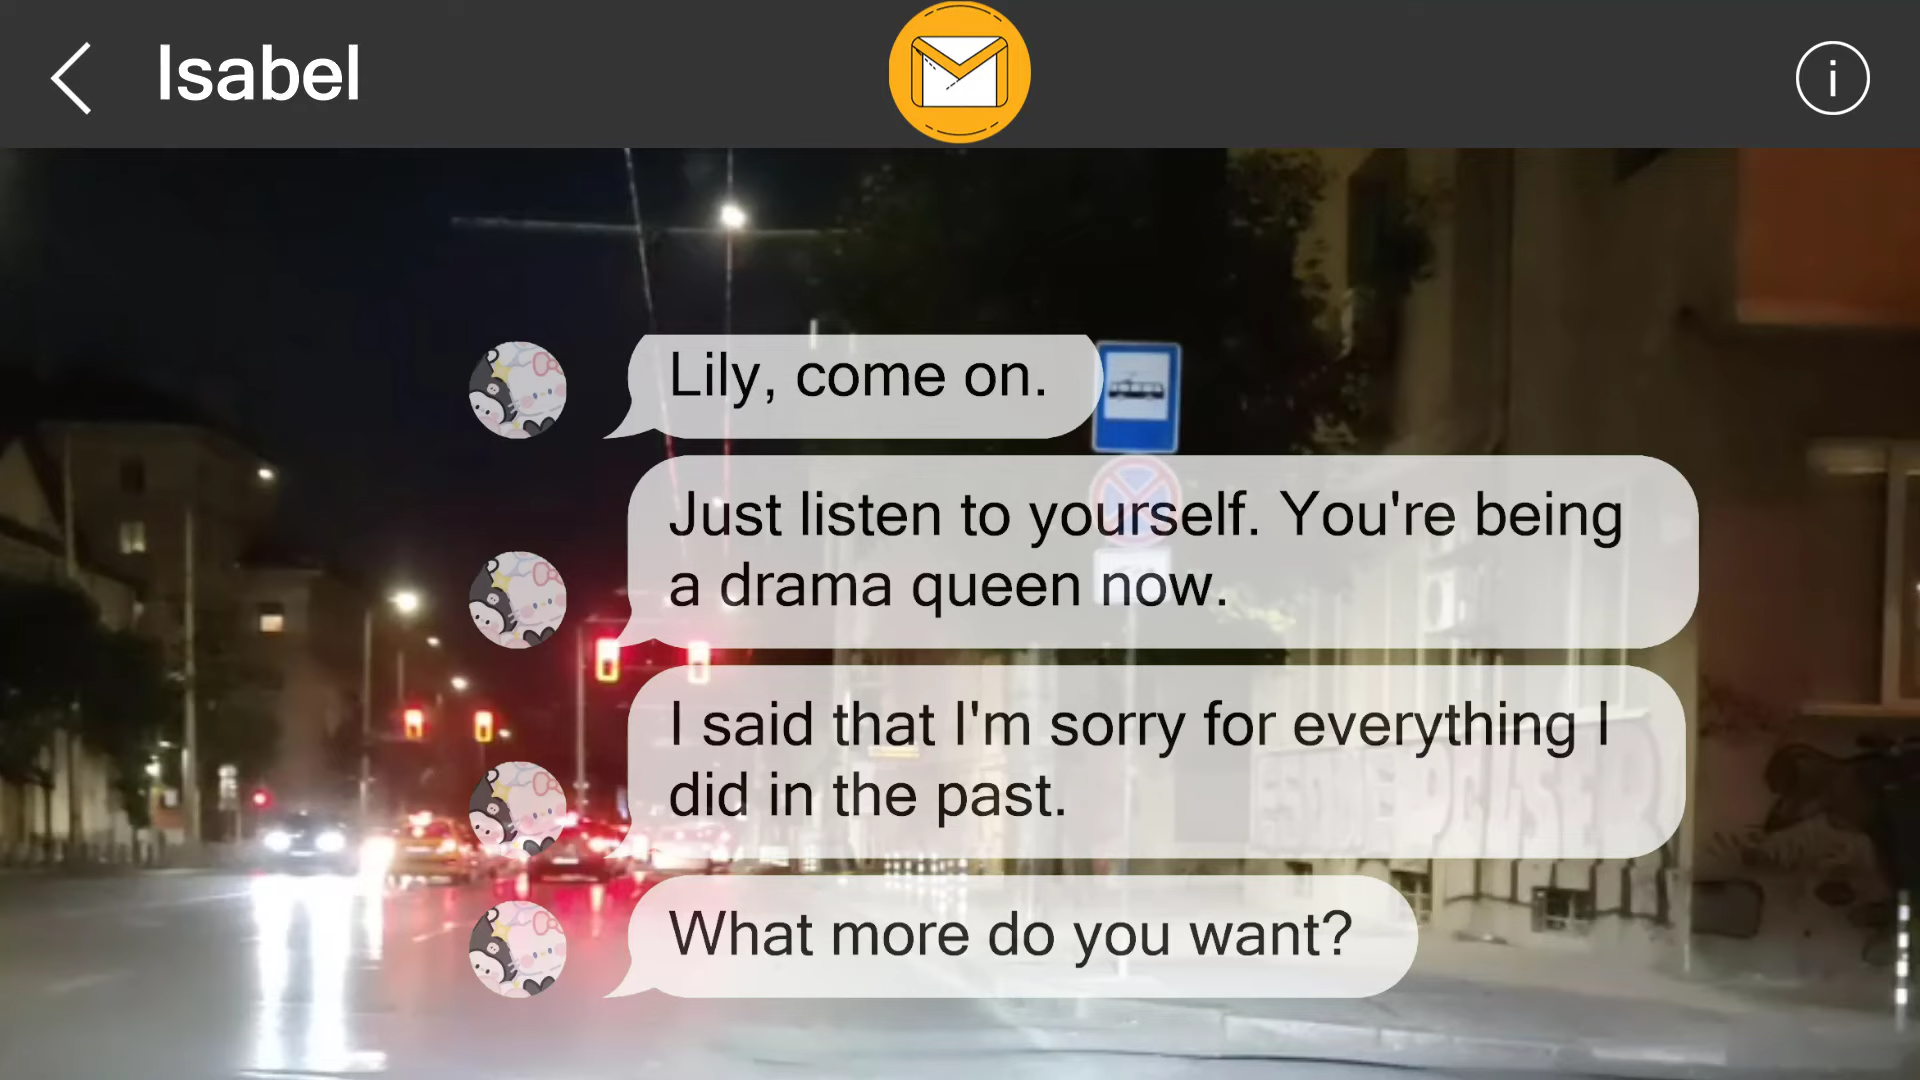 Isabel
Lily, come on.
Just listen to yourself. You're being
a drama queen now.
I said that I'm sorry for everything I
did in the past.
What more do you want?